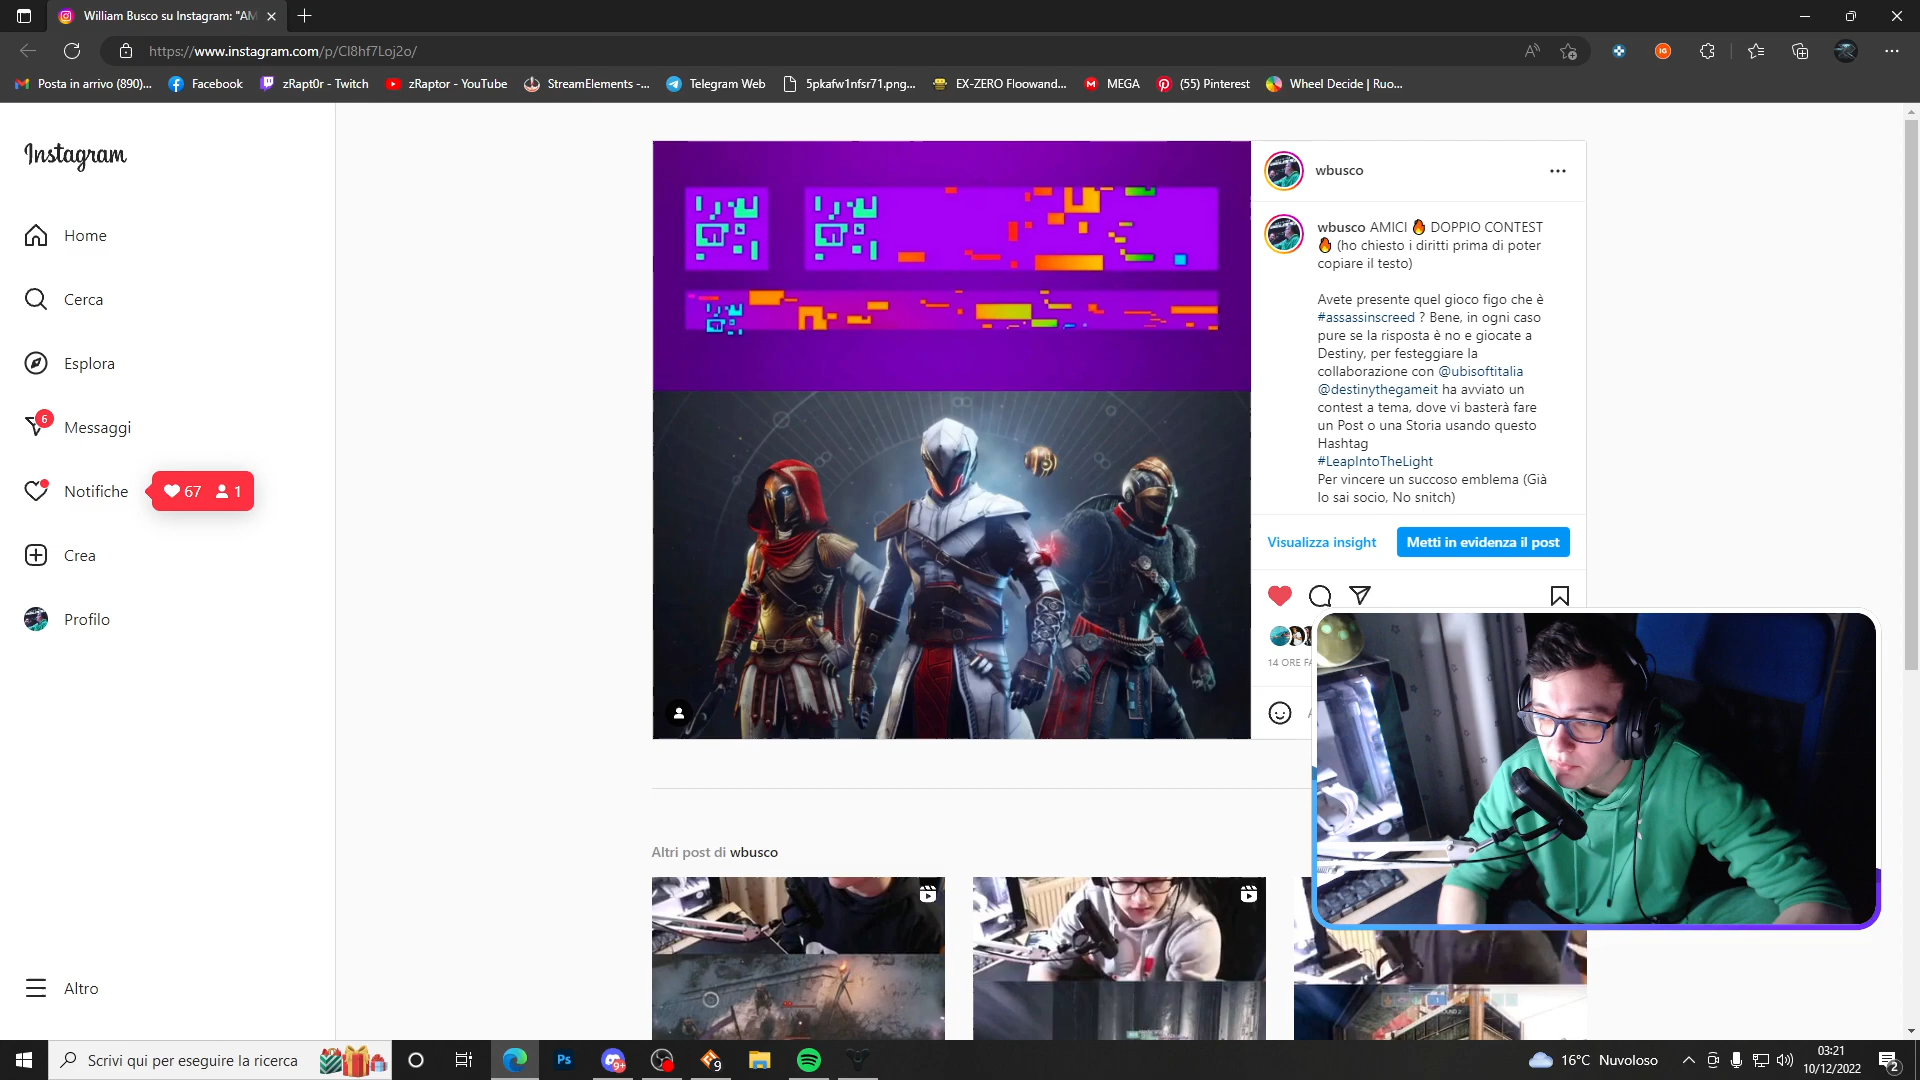 William Busco su Instagram: "AM
https://www.instagram.com/p/Cl8hf7Loj2o/
Posta in arrivo (890)...
Facebook
zRapt0r - Twitch
zRaptor - YouTube
StreamElements -...
Telegram Web
5pkafw1nfsr71.png...
EX-ZERO Floowand...
MEGA
(55) Pinterest
Wheel Decide | Ruo...
Instagram
Home
Cerca
Esplora
6
Messaggi
Notifiche
67 1
Crea
Profilo
Altro
wbusco
wbusco AMICI 🔥 DOPPIO CONTEST
🔥 (ho chiesto i diritti prima di poter
copiare il testo)
Avete presente quel gioco figo che è
#assassinscreed ? Bene, in ogni caso
pure se la risposta è no e giocate a
Destiny, per festeggiare la
collaborazione con @ubisoftitalia
@destinythegameit ha avviato un
contest a tema, dove vi basterà fare
un Post o una Storia usando questo
Hashtag
#LeapIntoTheLight
Per vincere un succoso emblema (Già
lo sai socio, No snitch)
Visualizza insight
Metti in evidenza il post
14 ORE FA
Altri post di wbusco
Scrivi qui per eseguire la ricerca
Ps
9+
9
16°C Nuvoloso
03:21
10/12/2022
2